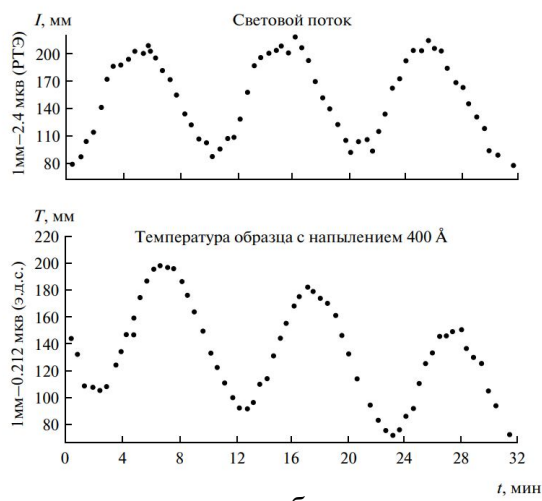 I, мм
Световой поток
1мм–2.4 мкв (РТЭ)
200
170
140
110
80
T, мм
Температура образца с напылением 400 Å
1мм–0.212 мкв (э.д.с.)
220
200
180
160
140
120
100
80
0 4 8 12 16 20 24 28 32
t, мин